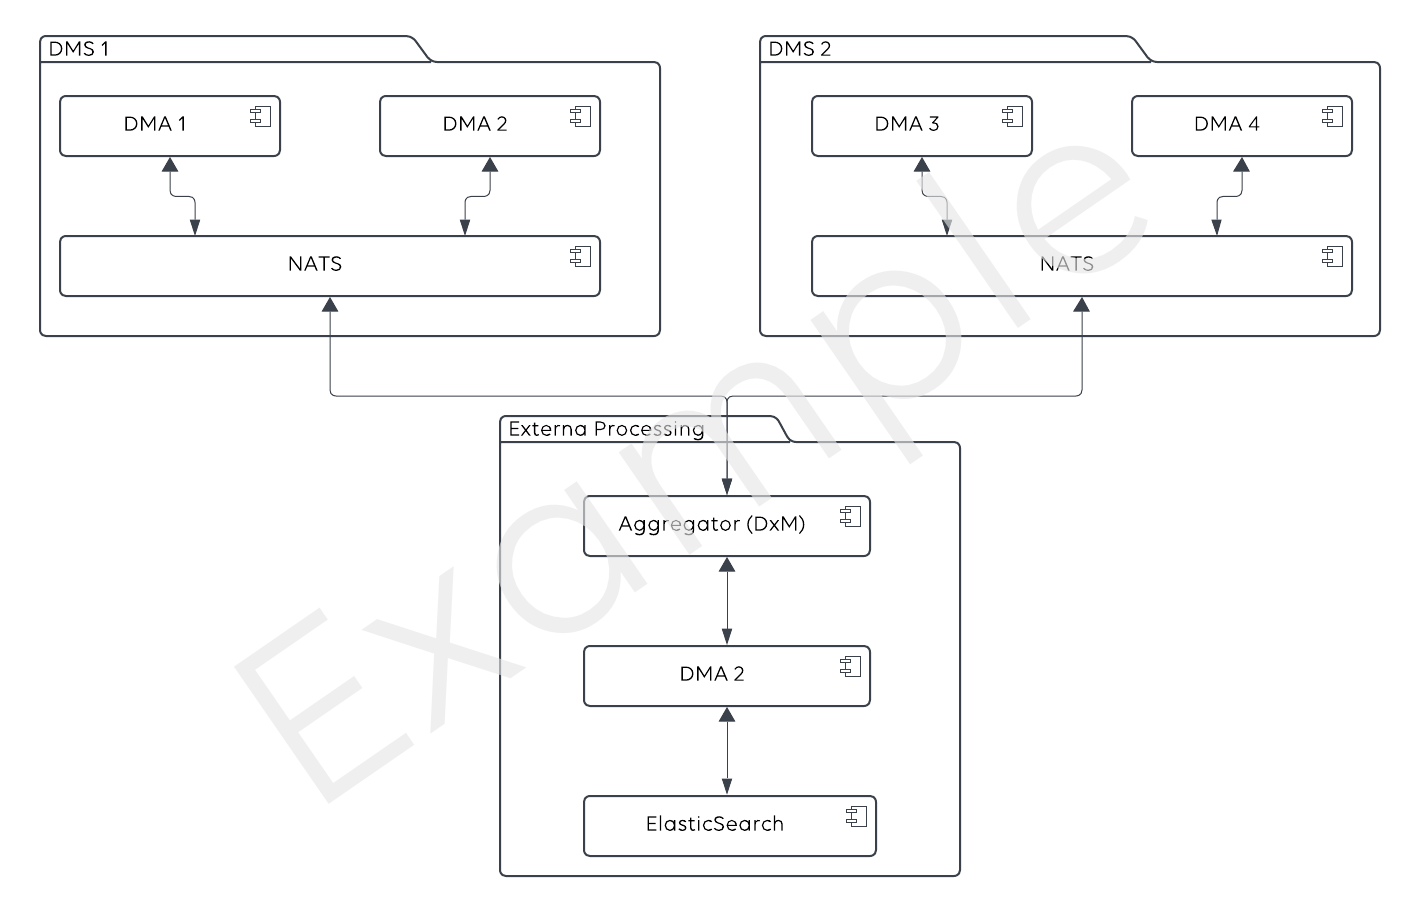 DMS 1
DMS 2
DMA 1
DMA 2
DMA 3
DMA 4
NATS
NATS
Externa Processing
Aggregator (DxM)
DMA 2
ElasticSearch
Example